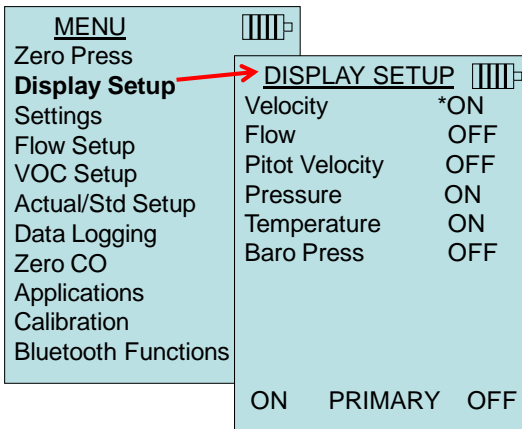 MENU
Zero Press
Display Setup
Settings
Flow Setup
VOC Setup
Actual/Std Setup
Data Logging
Zero CO
Applications
Calibration
Bluetooth Functions
DISPLAY SETUP
Velocity *ON
Flow OFF
Pitot Velocity OFF
Pressure ON
Temperature ON
Baro Press OFF
ON PRIMARY OFF